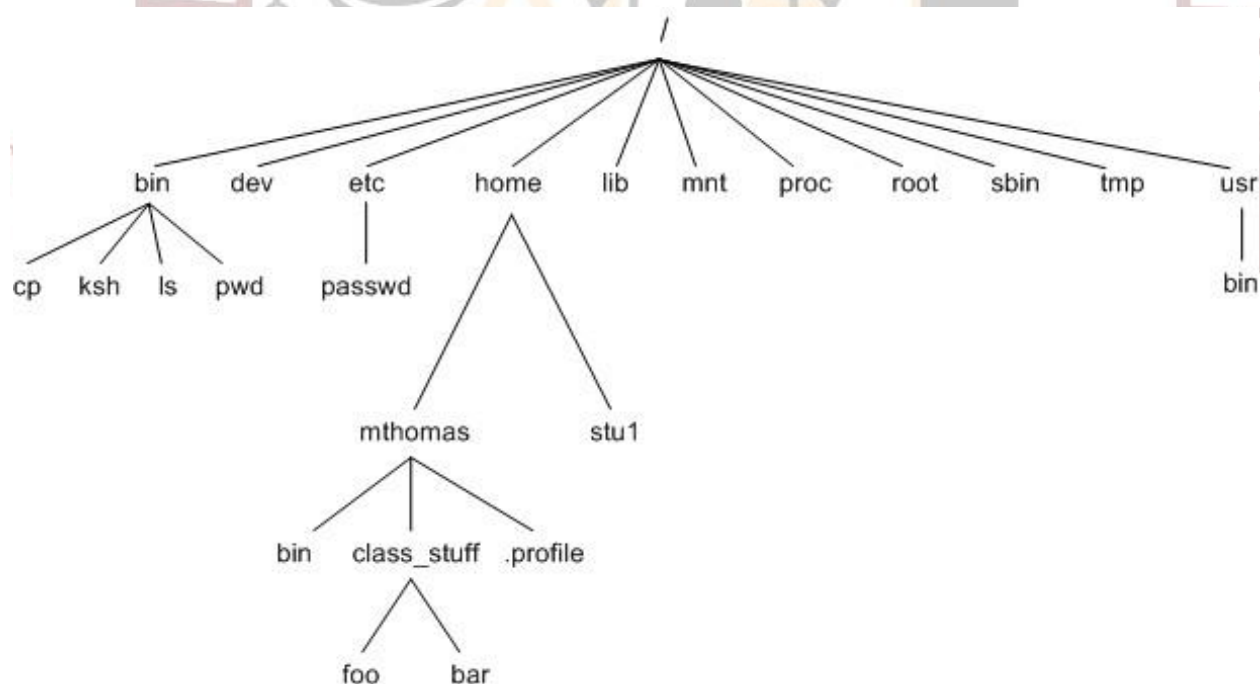 /
bin dev etc home lib mnt proc root sbin tmp usr
cp ksh ls pwd passwd bin
mthomas stu1
bin class_stuff .profile
foo bar